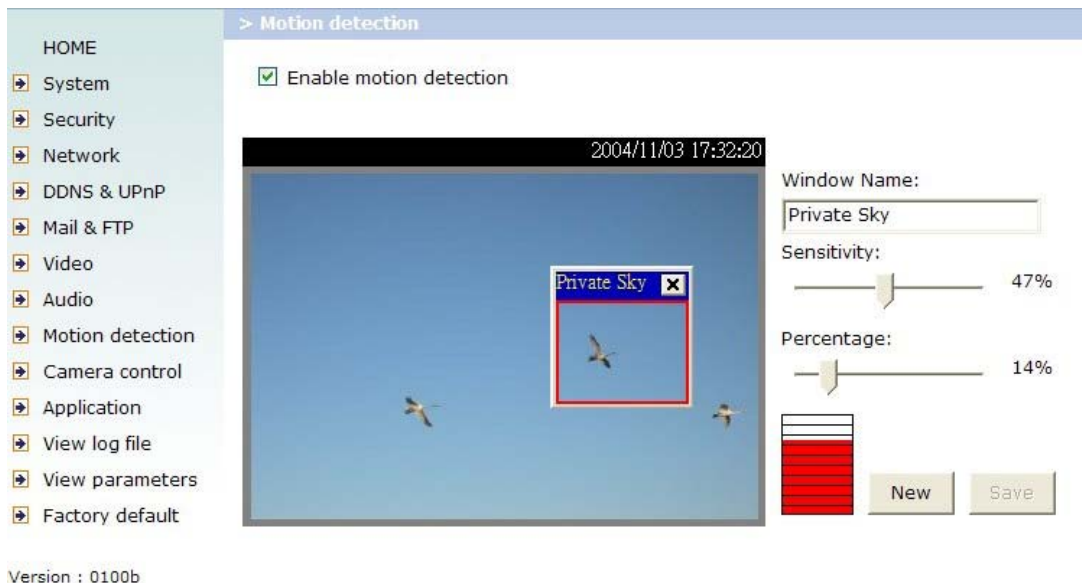 > Motion detection
HOME
System
Security
Network
DDNS & UPnP
Mail & FTP
Video
Audio
Motion detection
Camera control
Application
View log file
View parameters
Factory default
Version : 0100b
Enable motion detection
2004/11/03 17:32:20
Private Sky
Window Name:
Private Sky
Sensitivity:
47%
Percentage:
14%
New
Save